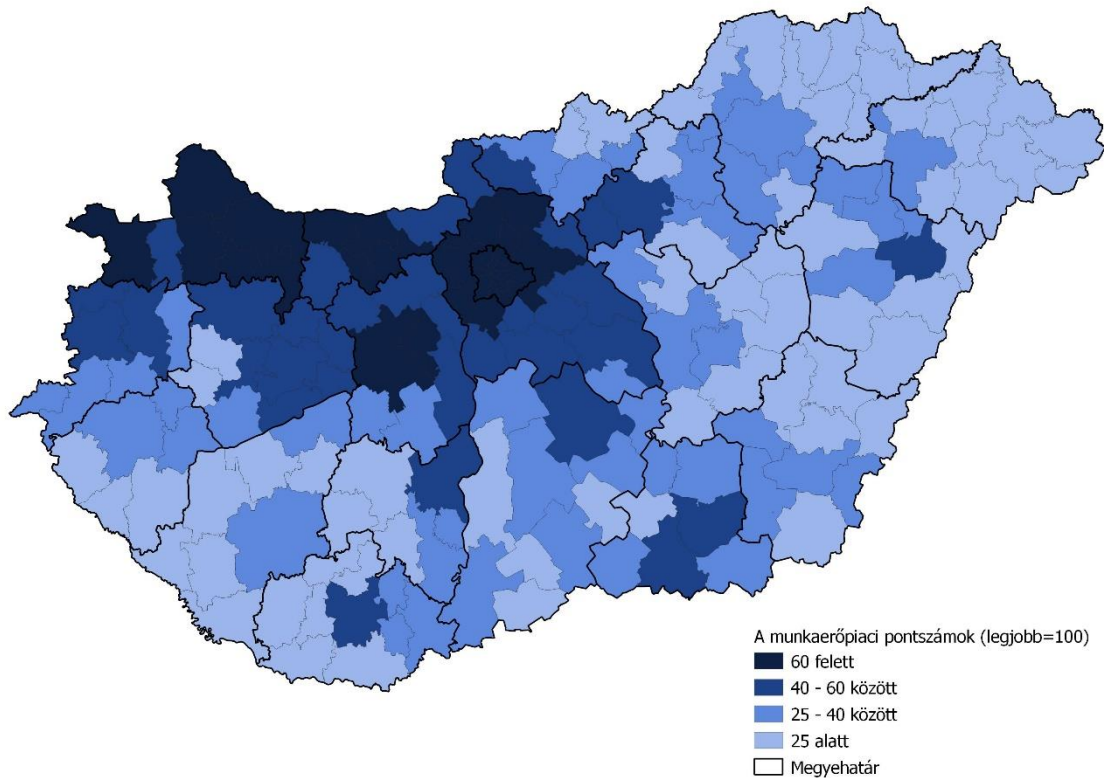 A munkaerőpiaci pontszámok (legjobb=100)
60 felett
40 - 60 között
25 - 40 között
25 alatt
Megyehatár